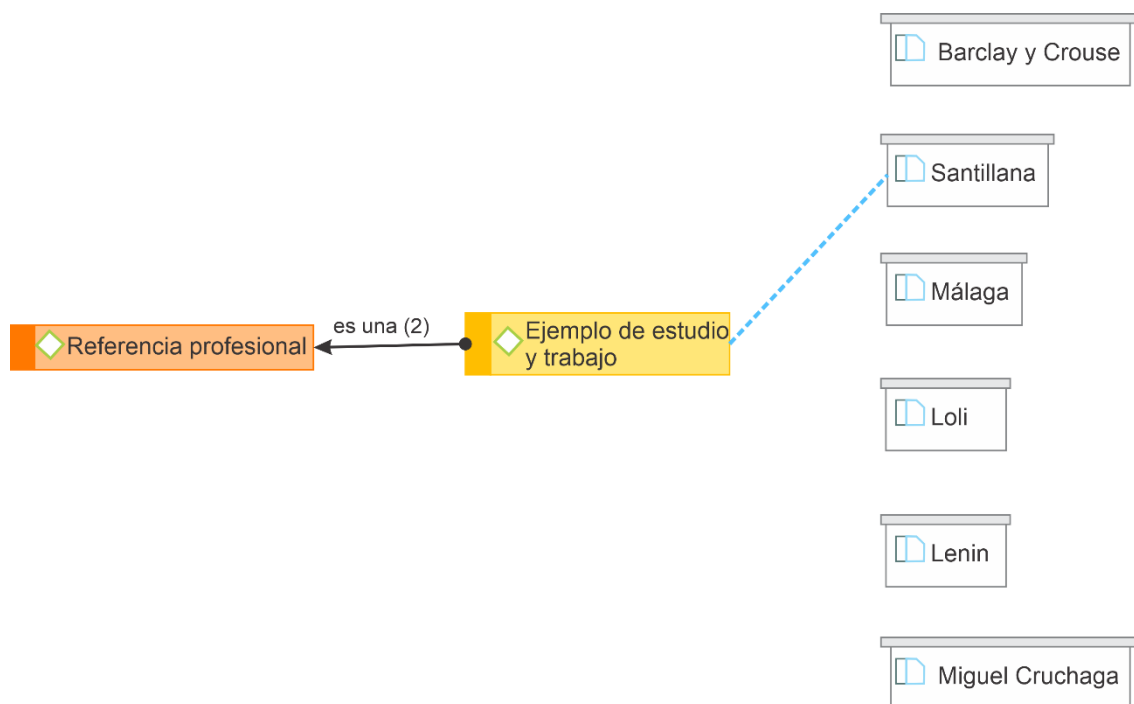 Barclay y Crouse
Santillana
Málaga
es una (2)
Referencia profesional
Ejemplo de estudio
y trabajo
Loli
Lenin
Miguel Cruchaga